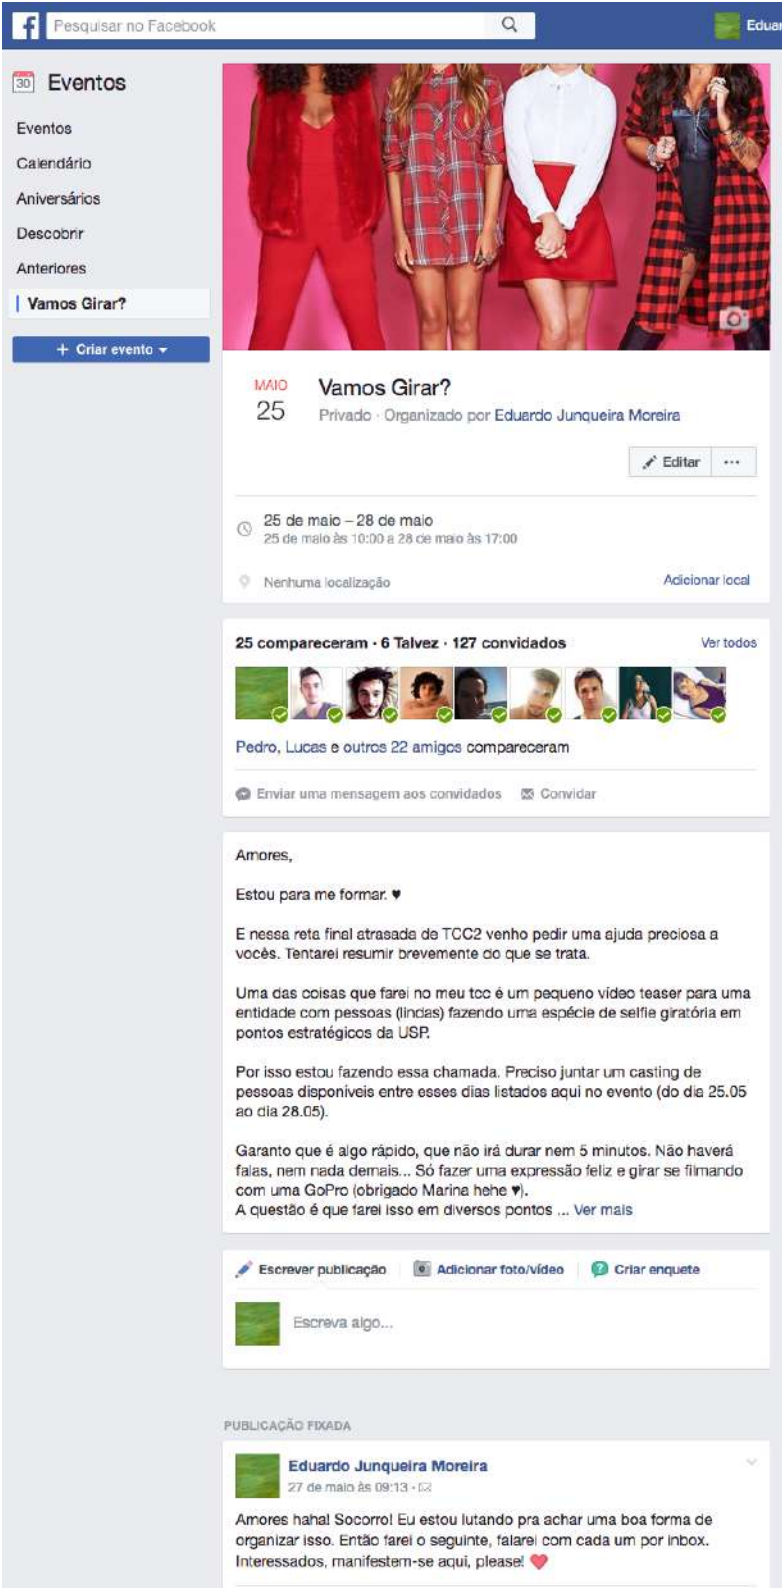 f Pesquisar no Facebook
Eduar
30 Eventos
Eventos
Calendário
Aniversários
Descobrir
Anteriores
Vamos Girar?
+ Criar evento
MAIO
25
Vamos Girar?
Privado · Organizado por Eduardo Junqueira Moreira
Editar ...
25 de maio – 28 de maio
25 de maio às 10:00 a 28 de maio às 17:00
Nenhuma localização
Adicionar local
25 compareceram · 6 Talvez · 127 convidados
Ver todos
Pedro, Lucas e outros 22 amigos compareceram
Enviar uma mensagem aos convidados
Convidar
Amores,
Estou para me formar. ♥
E nessa reta final atrasada de TCC2 venho pedir uma ajuda preciosa a
vocês. Tentarei resumir brevemente do que se trata.
Uma das coisas que farei no meu tcc é um pequeno vídeo teaser para uma
entidade com pessoas (lindas) fazendo uma espécie de selfie giratória em
pontos estratégicos da USP.
Por isso estou fazendo essa chamada. Preciso juntar um casting de
pessoas disponíveis entre esses dias listados aqui no evento (do dia 25.05
ao dia 28.05).
Garanto que é algo rápido, que não irá durar nem 5 minutos. Não haverá
falas, nem nada demais... Só fazer uma expressão feliz e girar se filmando
com uma GoPro (obrigado Marina hehe ♥).
A questão é que farei isso em diversos pontos ... Ver mais
Escrever publicação
Adicionar foto/vídeo
Criar enquete
Escreva algo...
PUBLICAÇÃO FIXADA
Eduardo Junqueira Moreira
27 de maio às 09:13 ·
Amores haha! Socorro! Eu estou lutando pra achar uma boa forma de
organizar isso. Então farei o seguinte, falarei com cada um por inbox.
Interessados, manifestem-se aqui, please! ❤️